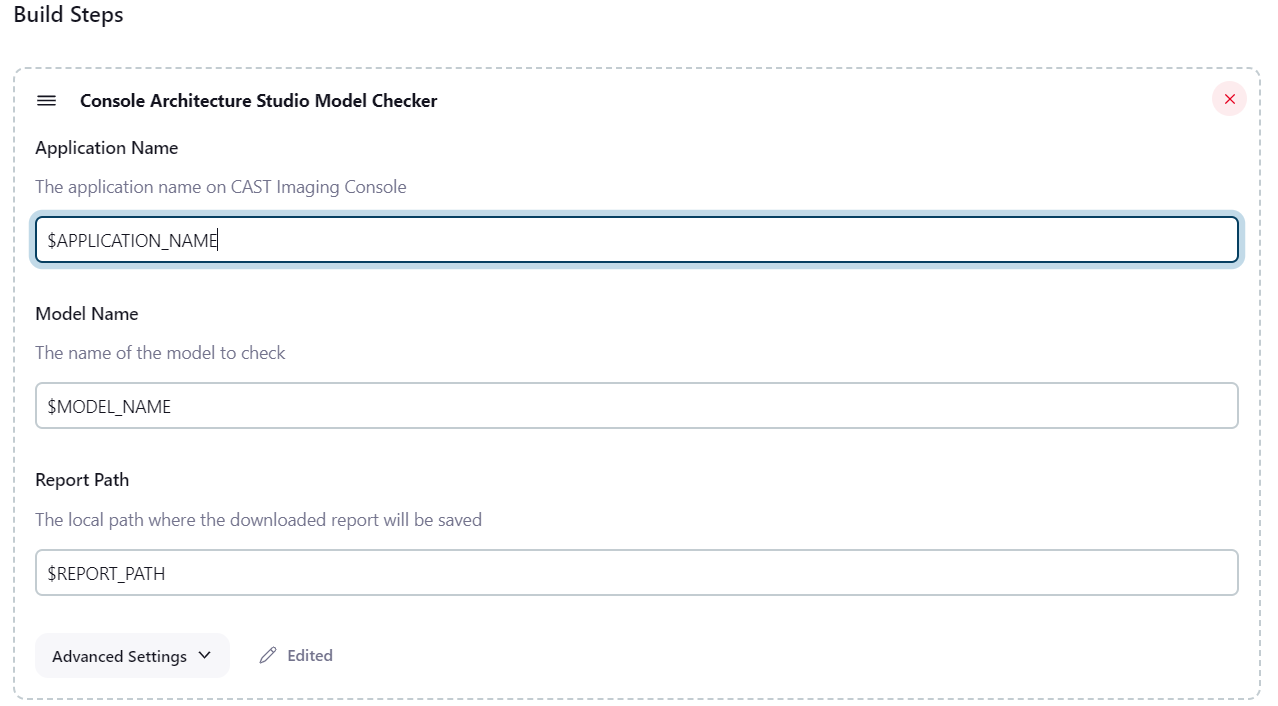 Build Steps
Console Architecture Studio Model Checker
Application Name
The application name on CAST Imaging Console
$APPLICATION_NAME
Model Name
The name of the model to check
$MODEL_NAME
Report Path
The local path where the downloaded report will be saved
$REPORT_PATH
Advanced Settings
Edited